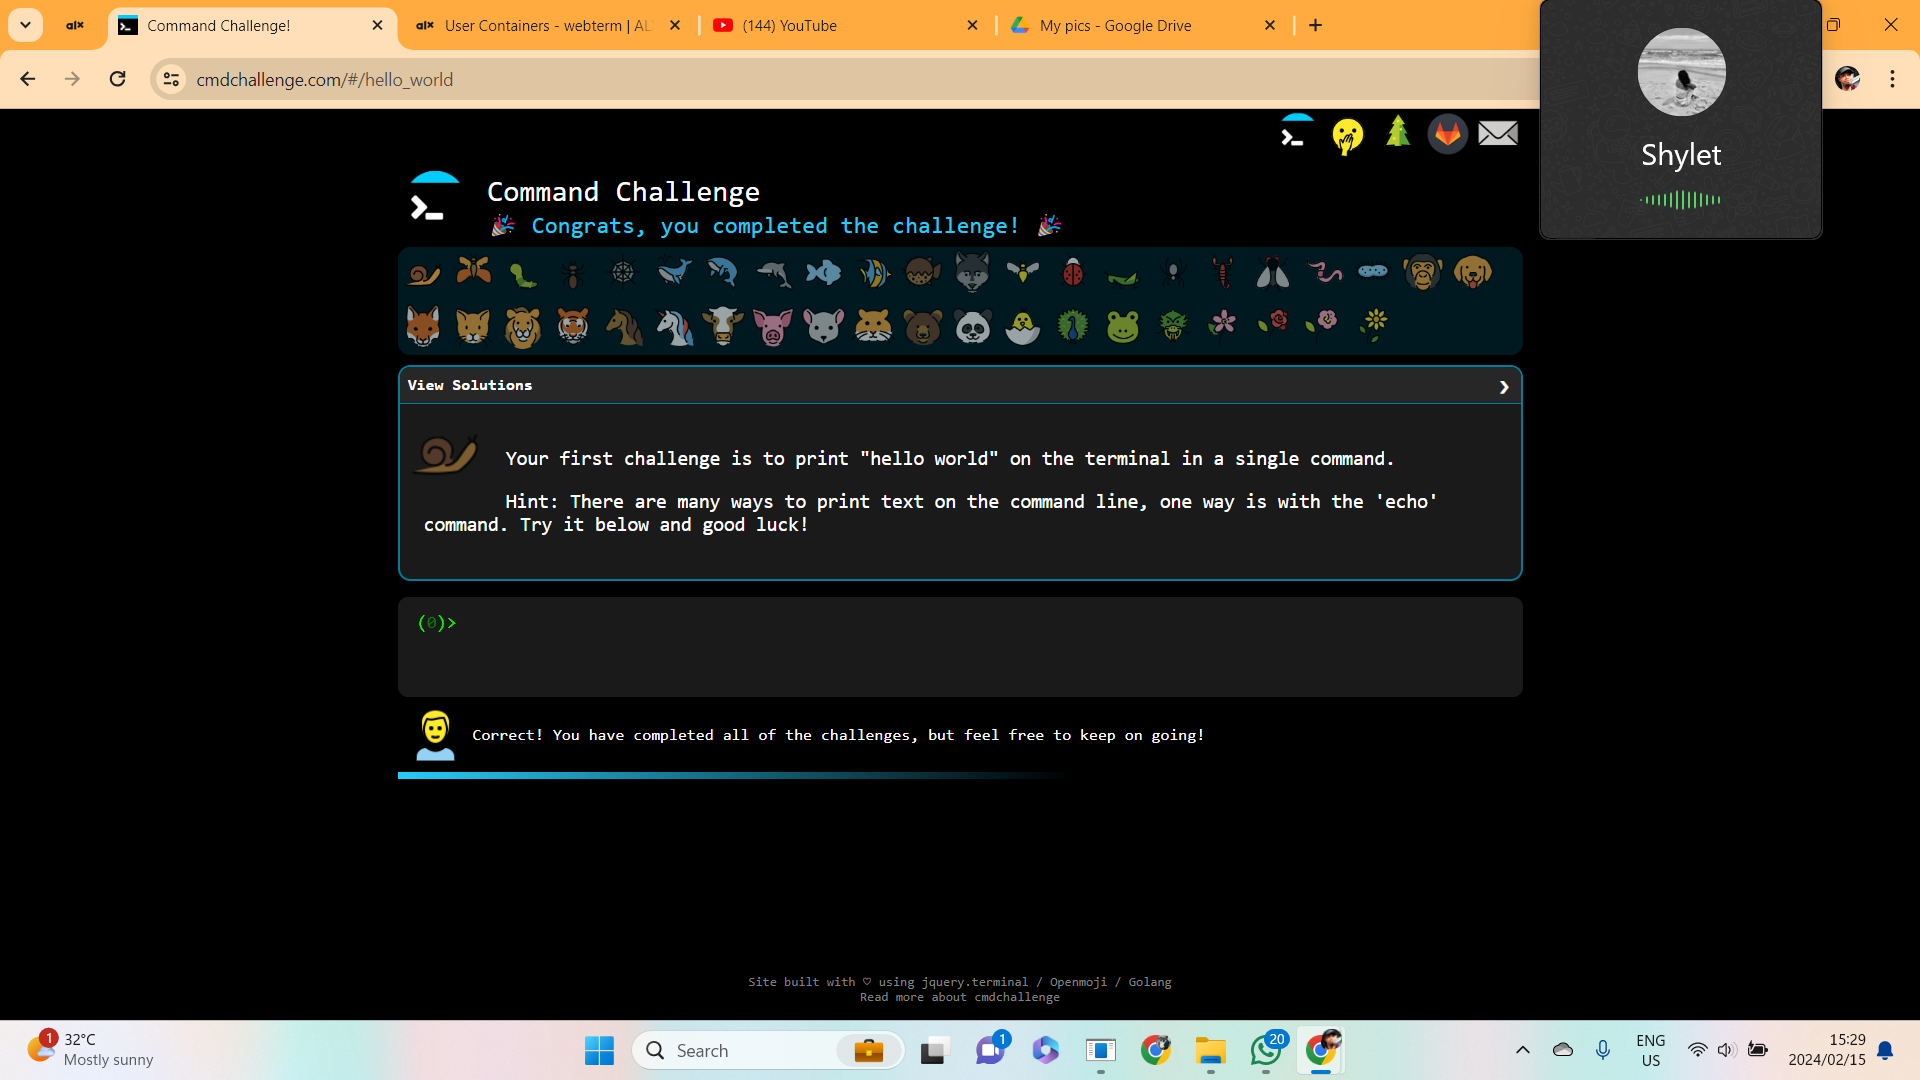 alx
Command Challenge!
alx
User Containers - webterm | AL
(144) YouTube
My pics - Google Drive
cmdchallenge.com/#/hello_world
Shylet
Command Challenge
Congrats, you completed the challenge!
View Solutions
Your first challenge is to print "hello world" on the terminal in a single command.
Hint: There are many ways to print text on the command line, one way is with the 'echo'
command. Try it below and good luck!
(0)>
Correct! You have completed all of the challenges, but feel free to keep on going!
Site built with ♡ using jquery.terminal / Openmoji / Golang
Read more about cmdchallenge
1
32°C
Mostly sunny
Search
1
20
ENG
US
15:29
2024/02/15